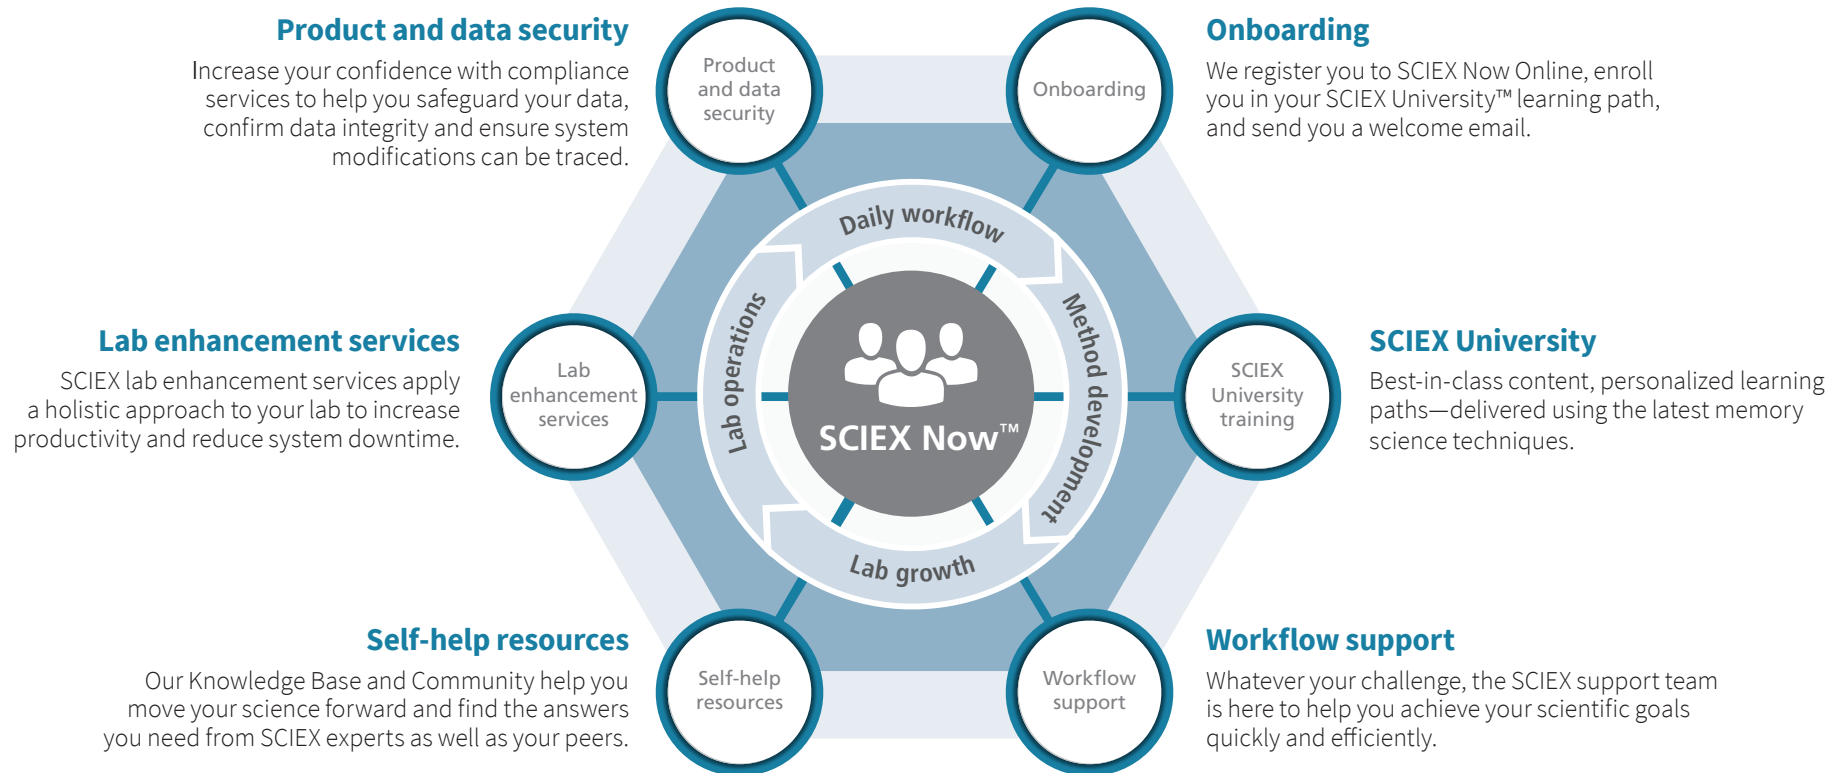 Product and data security
Increase your confidence with compliance
services to help you safeguard your data,
confirm data integrity and ensure system
modifications can be traced.
Product
and data
security
Onboarding
Onboarding
We register you to SCIEX Now Online, enroll
you in your SCIEX University™ learning path,
and send you a welcome email.
Daily workflow
Method development
Lab growth
Lab operations
SCIEX Now™
Lab enhancement services
SCIEX lab enhancement services apply
a holistic approach to your lab to increase
productivity and reduce system downtime.
Lab
enhancement
services
SCIEX
University
training
SCIEX University
Best-in-class content, personalized learning
paths—delivered using the latest memory
science techniques.
Self-help resources
Our Knowledge Base and Community help you
move your science forward and find the answers
you need from SCIEX experts as well as your peers.
Self-help
resources
Workflow
support
Workflow support
Whatever your challenge, the SCIEX support team
is here to help you achieve your scientific goals
quickly and efficiently.